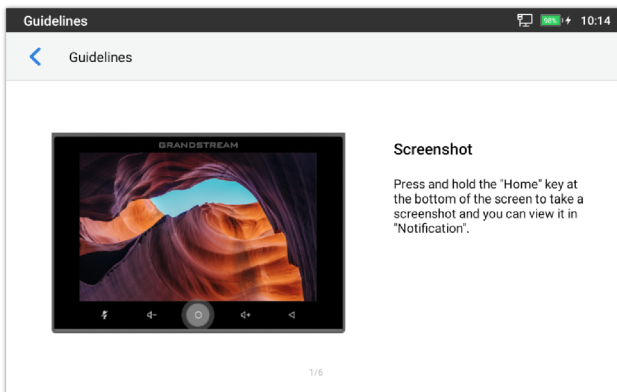 Guidelines
98%
10:14
Guidelines
GRANDSTREAM
Screenshot
Press and hold the "Home" key at
the bottom of the screen to take a
screenshot and you can view it in
"Notification".
1/6